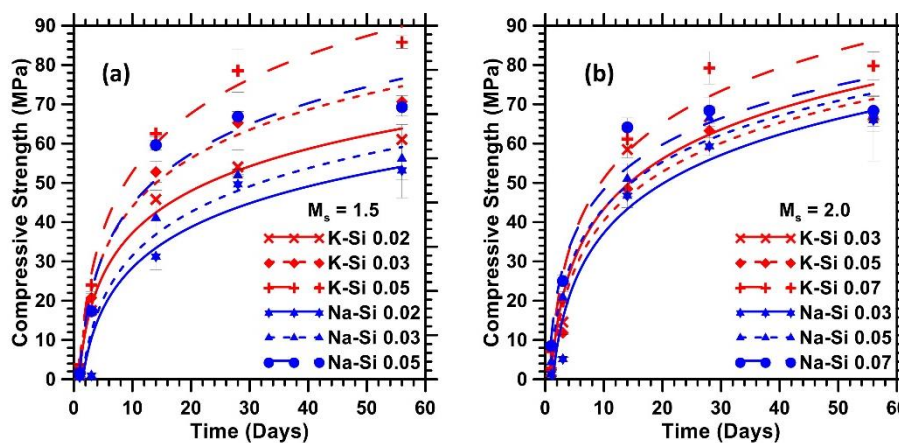 (a)
Compressive Strength (MPa)
90
80
70
60
50
40
30
20
10
0
M_s = 1.5
K-Si 0.02
K-Si 0.03
K-Si 0.05
Na-Si 0.02
Na-Si 0.03
Na-Si 0.05
0 10 20 30 40 50 60
Time (Days)
(b)
Compressive Strength (MPa)
90
80
70
60
50
40
30
20
10
0
M_s = 2.0
K-Si 0.03
K-Si 0.05
K-Si 0.07
Na-Si 0.03
Na-Si 0.05
Na-Si 0.07
0 10 20 30 40 50 60
Time (Days)